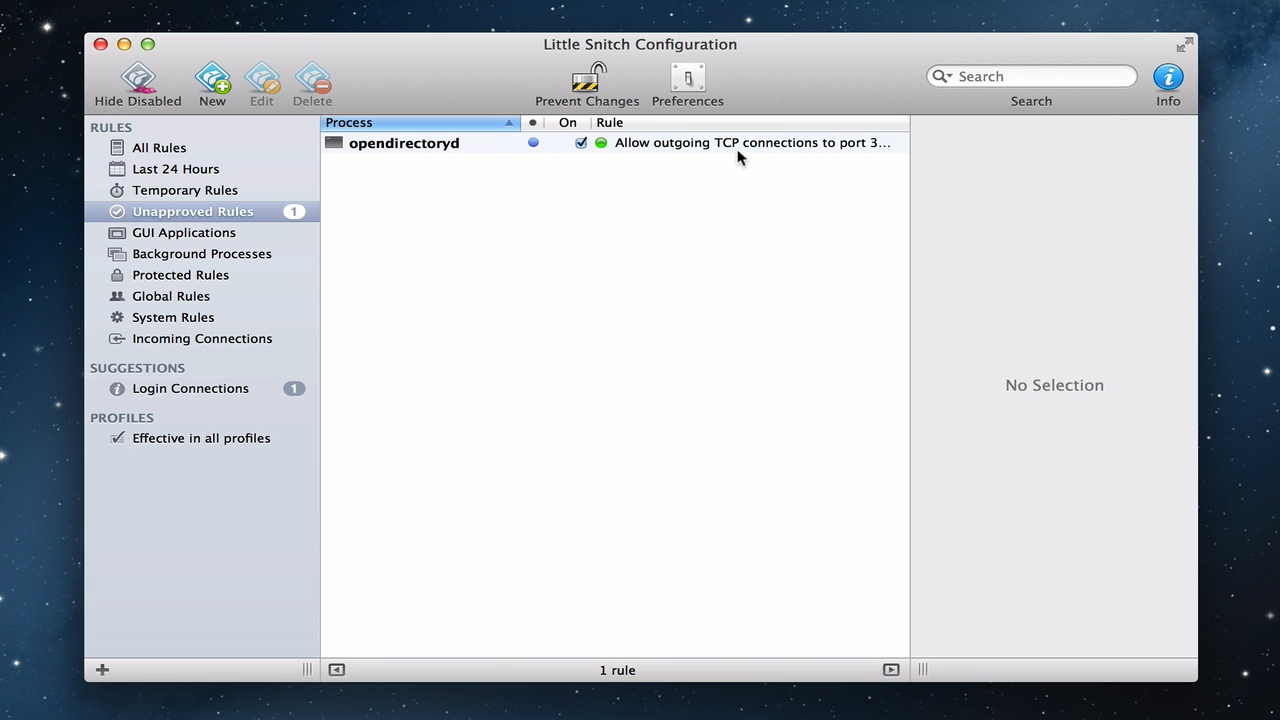 Little Snitch Configuration
Hide Disabled
New
Edit
Delete
Prevent Changes
Preferences
Search
Search
Info
RULES
All Rules
Last 24 Hours
Temporary Rules
Unapproved Rules 1
GUI Applications
Background Processes
Protected Rules
Global Rules
System Rules
Incoming Connections
SUGGESTIONS
Login Connections 1
PROFILES
Effective in all profiles
Process On Rule
opendirectoryd Allow outgoing TCP connections to port 3...
No Selection
1 rule